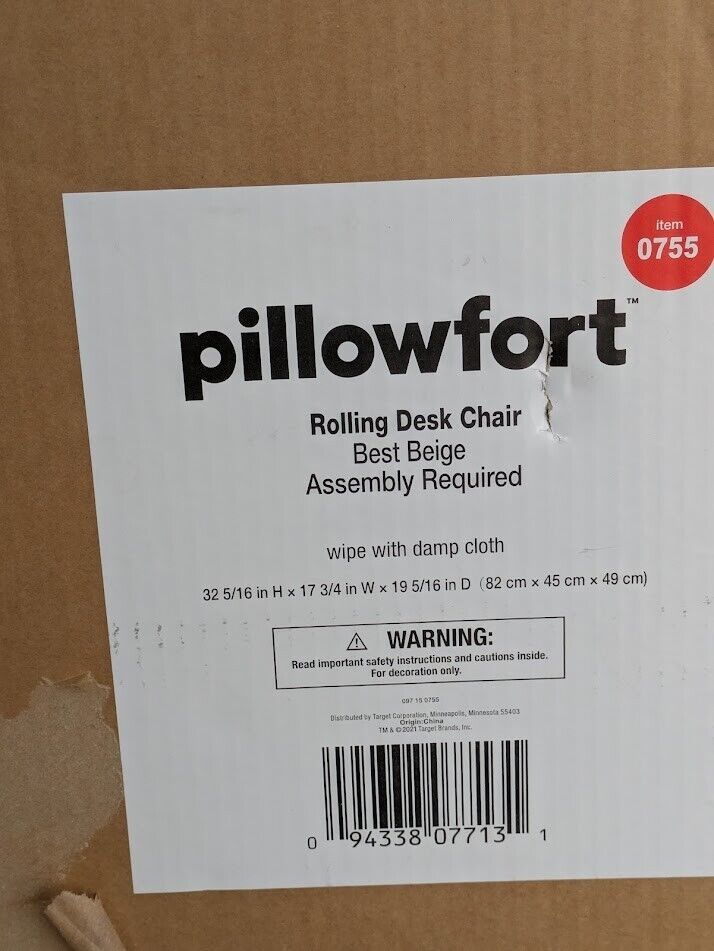 item
0755
pillowfort™
Rolling Desk Chair
Best Beige
Assembly Required
wipe with damp cloth
32 5/16 in H × 17 3/4 in W × 19 5/16 in D (82 cm × 45 cm × 49 cm)
⚠ WARNING:
Read important safety instructions and cautions inside.
For decoration only.
097 15 0755
Distributed by Target Corporation, Minneapolis, Minnesota 55403
Origin:China
TM & ©2021 Target Brands, Inc.
0 94338 07713 1